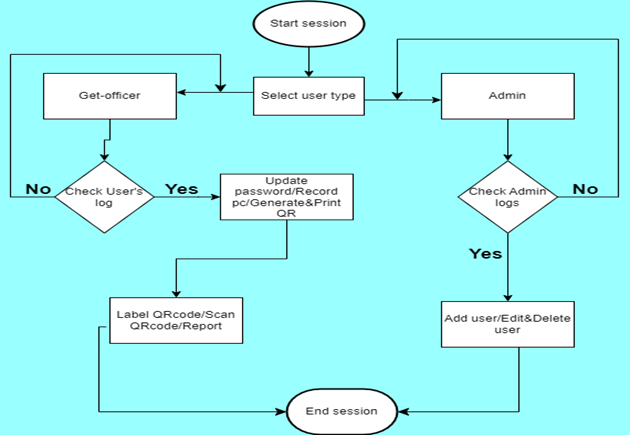 Start session
Get-officer
Select user type
Admin
No
Check User's
log
Yes
Update
password/Record
pc/Generate&Print
QR
Check Admin
logs
No
Yes
Label QRcode/Scan
QRcode/Report
Add user/Edit&Delete
user
End session